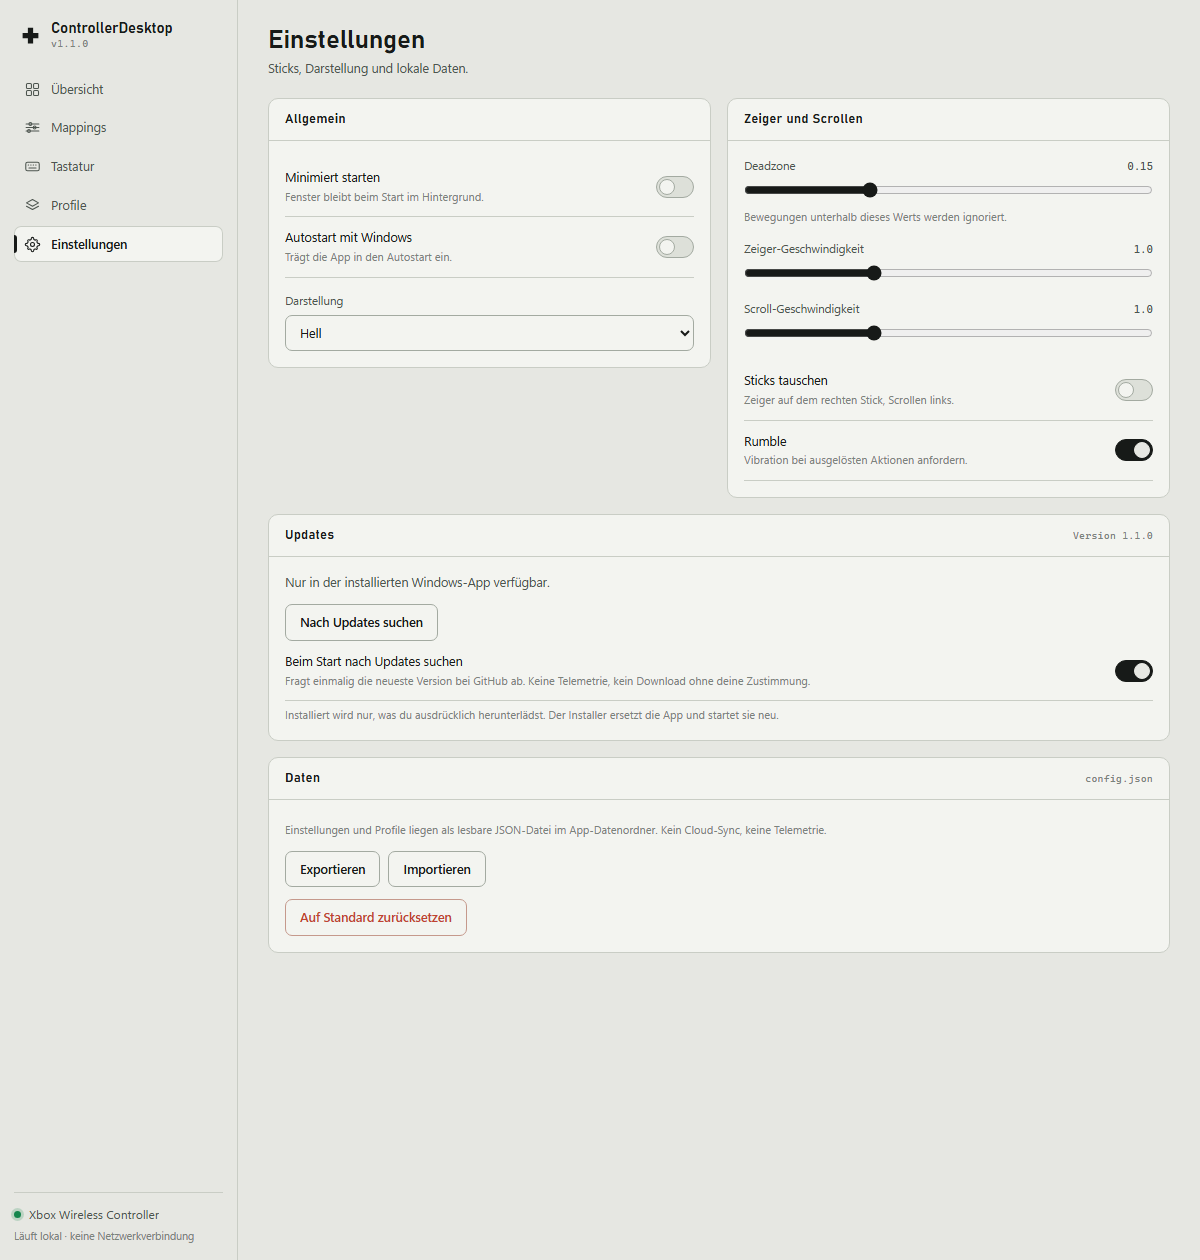 ControllerDesktop
v1.1.0
Übersicht
Mappings
Tastatur
Profile
Einstellungen
Xbox Wireless Controller
Läuft lokal · keine Netzwerkverbindung
Einstellungen
Sticks, Darstellung und lokale Daten.
Allgemein
Minimiert starten
Fenster bleibt beim Start im Hintergrund.
Autostart mit Windows
Trägt die App in den Autostart ein.
Darstellung
Hell
Zeiger und Scrollen
Deadzone 0.15
Bewegungen unterhalb dieses Werts werden ignoriert.
Zeiger-Geschwindigkeit 1.0
Scroll-Geschwindigkeit 1.0
Sticks tauschen
Zeiger auf dem rechten Stick, Scrollen links.
Rumble
Vibration bei ausgelösten Aktionen anfordern.
Updates Version 1.1.0
Nur in der installierten Windows-App verfügbar.
Nach Updates suchen
Beim Start nach Updates suchen
Fragt einmalig die neueste Version bei GitHub ab. Keine Telemetrie, kein Download ohne deine Zustimmung.
Installiert wird nur, was du ausdrücklich herunterlädst. Der Installer ersetzt die App und startet sie neu.
Daten config.json
Einstellungen und Profile liegen als lesbare JSON-Datei im App-Datenordner. Kein Cloud-Sync, keine Telemetrie.
Exportieren Importieren
Auf Standard zurücksetzen